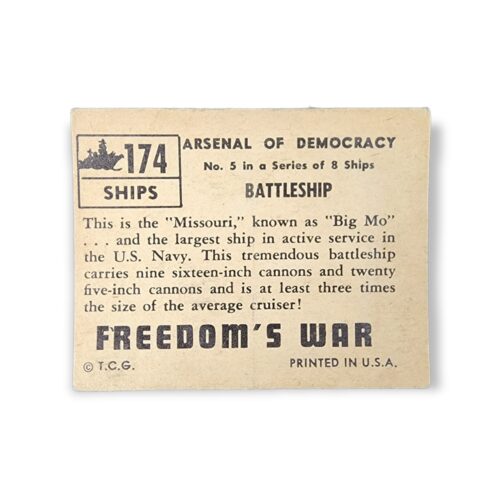 174
SHIPS
ARSENAL OF DEMOCRACY
No. 5 in a Series of 8 Ships
BATTLESHIP
This is the "Missouri," known as "Big Mo"
. . . and the largest ship in active service in
the U.S. Navy. This tremendous battleship
carries nine sixteen-inch cannons and twenty
five-inch cannons and is at least three times
the size of the average cruiser!
FREEDOM'S WAR
© T.C.G.
PRINTED IN U.S.A.